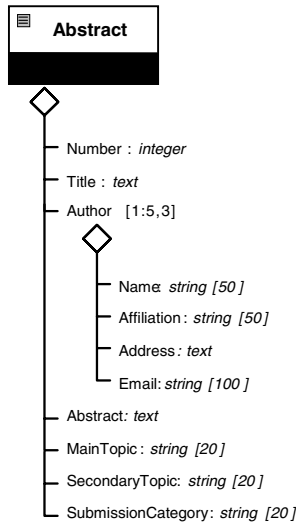 Abstract
Number : integer
Title : text
Author [1:5,3]
Name: string [50]
Affiliation : string [50]
Address: text
Email: string [100]
Abstract: text
MainTopic : string [20]
SecondaryTopic: string [20]
SubmissionCategory: string [20]